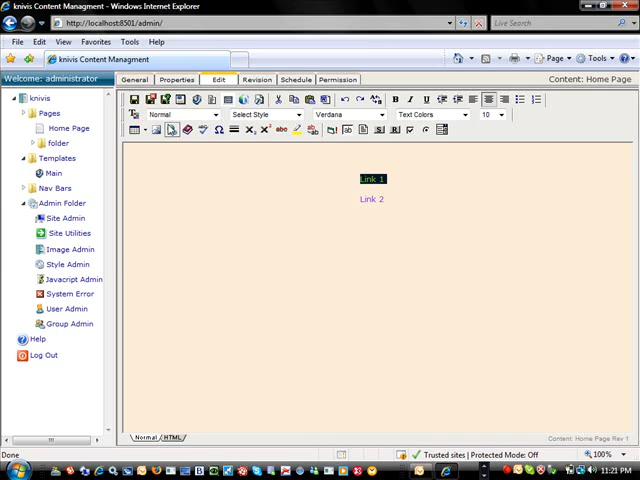 knivis Content Managment - Windows Internet Explorer
http://localhost:8501/admin/
Live Search
File Edit View Favorites Tools Help
knivis Content Managment
Page Tools
Welcome: administrator
General Properties Edit Revision Schedule Permission
Content: Home Page
knivis
Pages
Home Page
folder
Templates
Main
Nav Bars
Admin Folder
Site Admin
Site Utilities
Image Admin
Style Admin
Javacript Admin
System Error
User Admin
Group Admin
Help
Log Out
B I U
Normal Select Style Verdana Text Colors 10
Link 1
Link 2
Normal HTML
Content: Home Page Rev 1
Done
Trusted sites | Protected Mode: Off
100%
11:21 PM